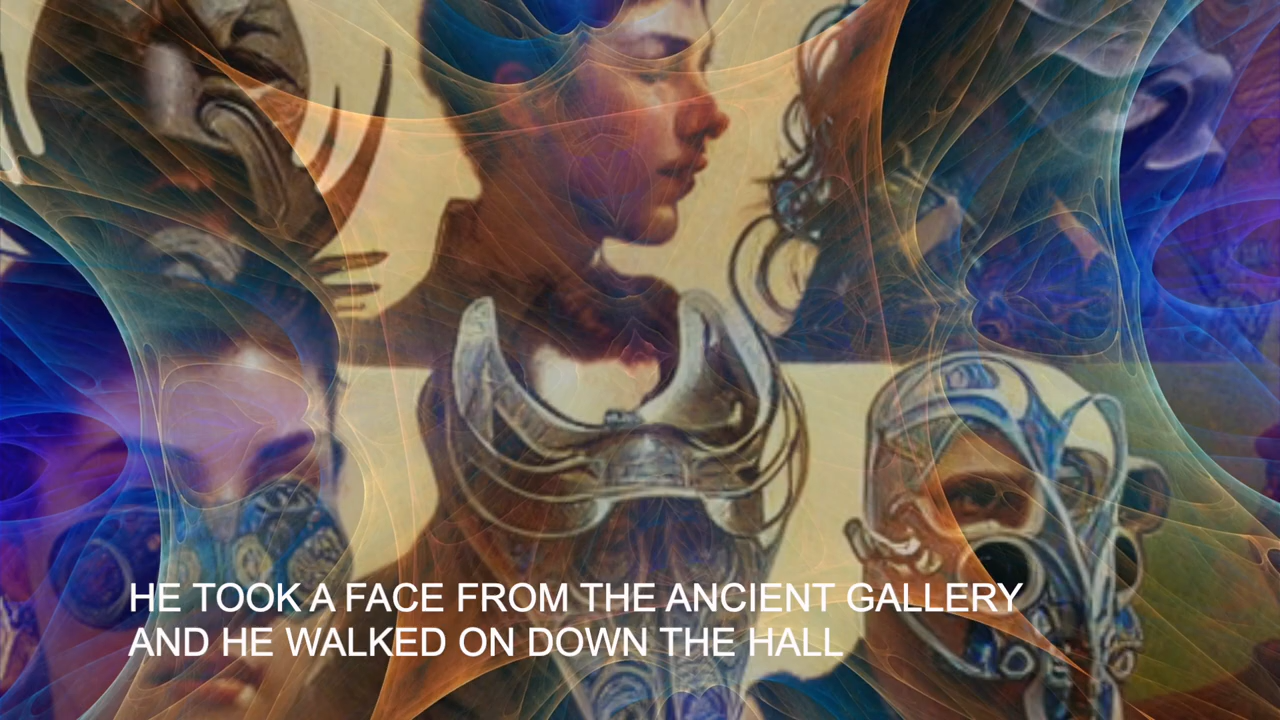 HE TOOK A FACE FROM THE ANCIENT GALLERY
AND HE WALKED ON DOWN THE HALL